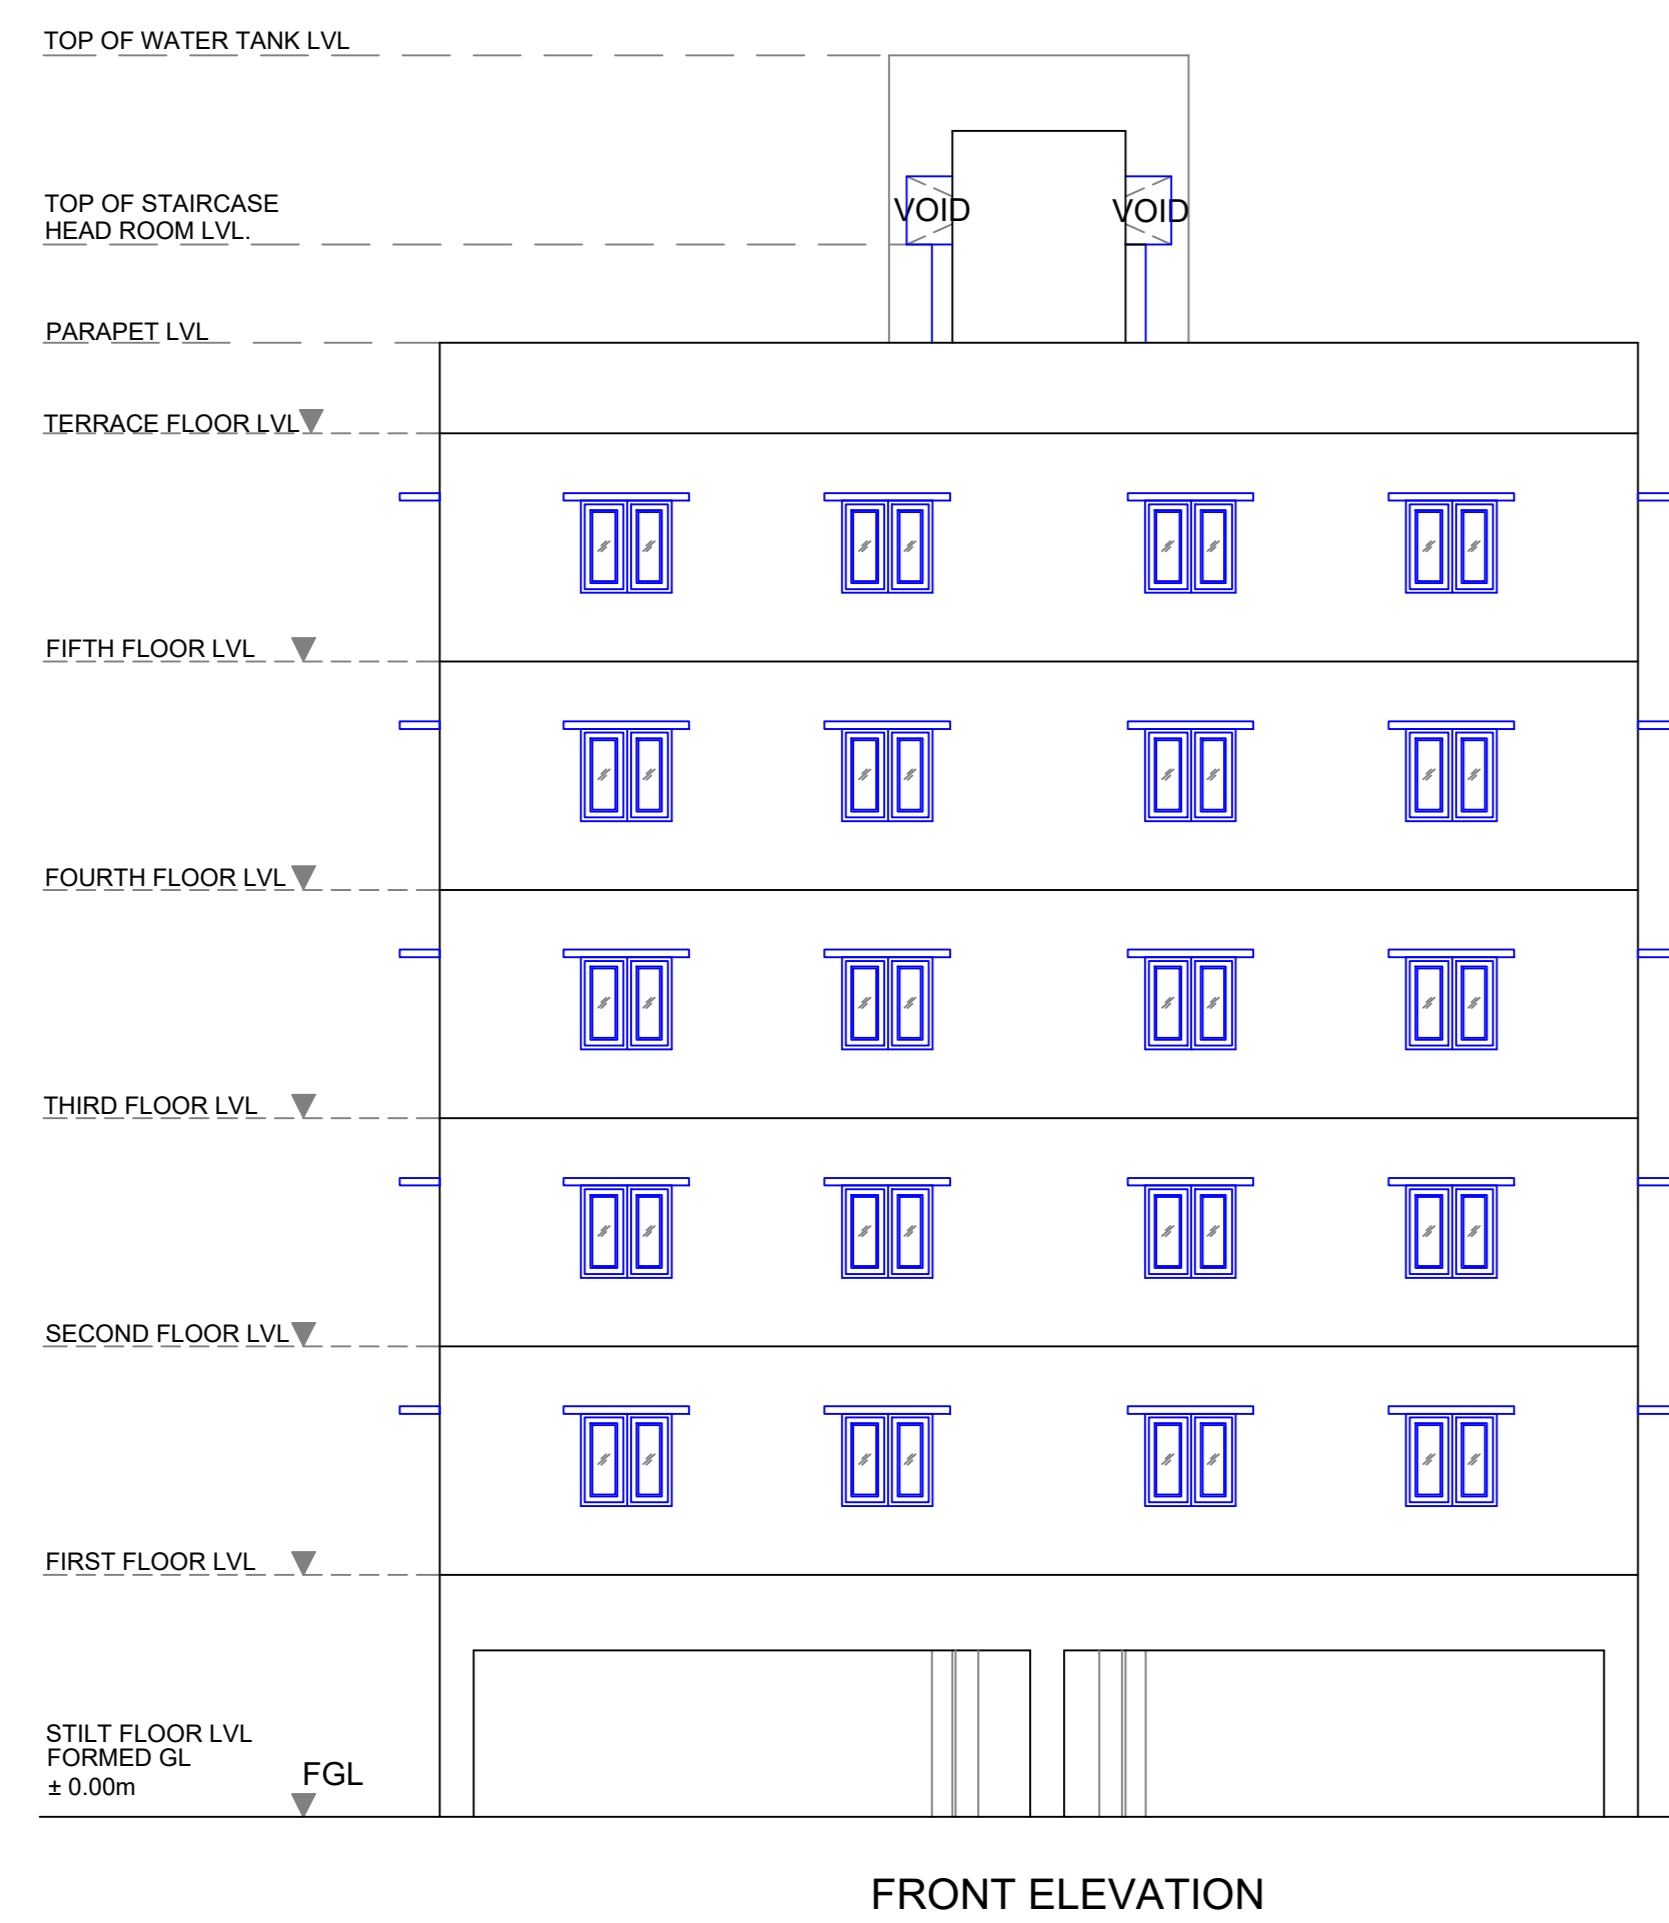 TOP OF WATER TANK LVL
TOP OF STAIRCASE
HEAD ROOM LVL.
VOID VOID
PARAPET LVL
TERRACE FLOOR LVL
FIFTH FLOOR LVL
FOURTH FLOOR LVL
THIRD FLOOR LVL
SECOND FLOOR LVL
FIRST FLOOR LVL
STILT FLOOR LVL
FORMED GL
± 0.00m
FGL
FRONT ELEVATION